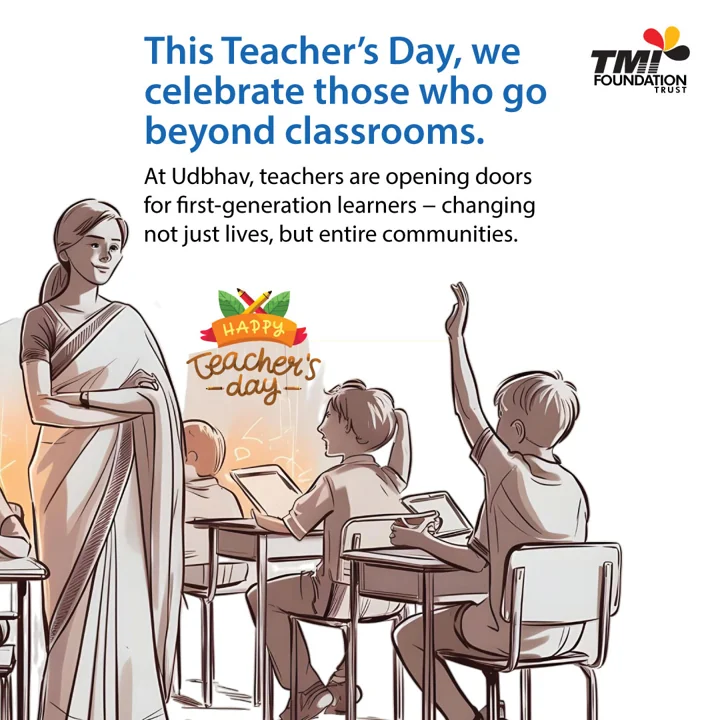 This Teacher’s Day, we
celebrate those who go
beyond classrooms.
TMI
FOUNDATION
TRUST
At Udbhav, teachers are opening doors
for first-generation learners – changing
not just lives, but entire communities.
HAPPY
Teacher's
day